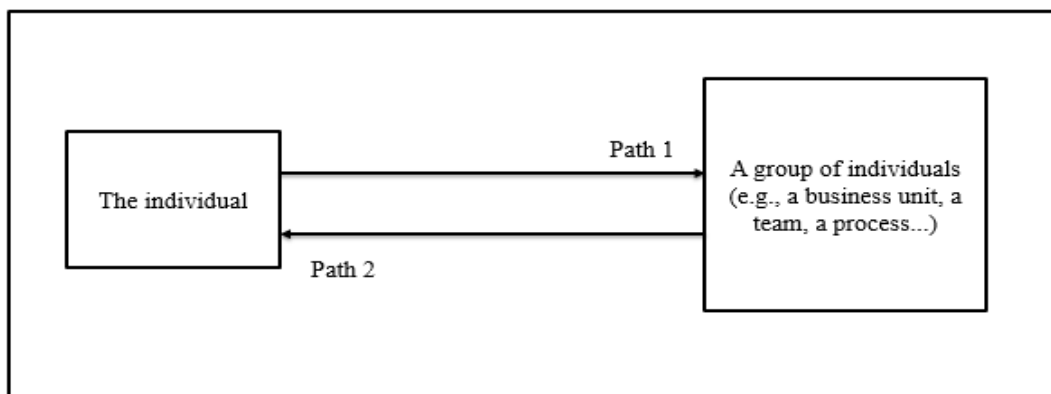 The individual
Path 1
Path 2
A group of individuals
(e.g., a business unit, a
team, a process...)